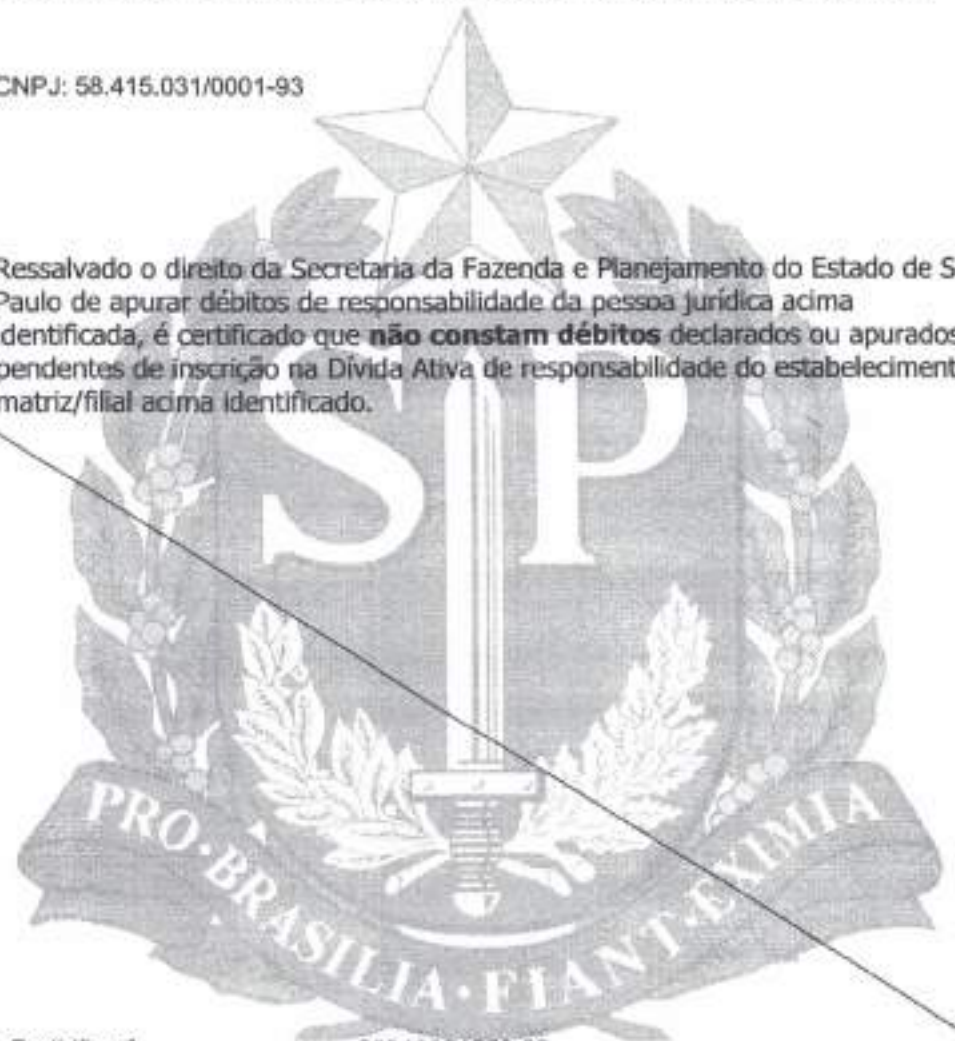 CNPJ: 58.415.031/0001-93
Ressalvado o direito da Secretaria da Fazenda e Planejamento do Estado de S
Paulo de apurar débitos de responsabilidade da pessoa jurídica acima
identificada, é certificado que não constam débitos declarados ou apurados
pendentes de inscrição na Dívida Ativa de responsabilidade do estabeleciment
matriz/filial acima identificado.
SP
PRO·BRASILIA·FIANT·EXIMIA